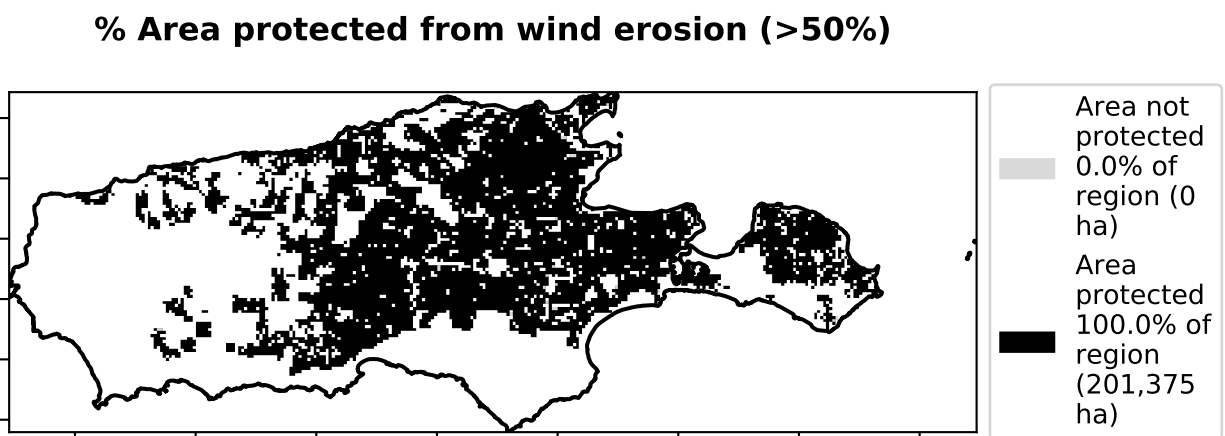 % Area protected from wind erosion (>50%)
Area not
protected
0.0% of
region (0
ha)
Area
protected
100.0% of
region
(201,375
ha)